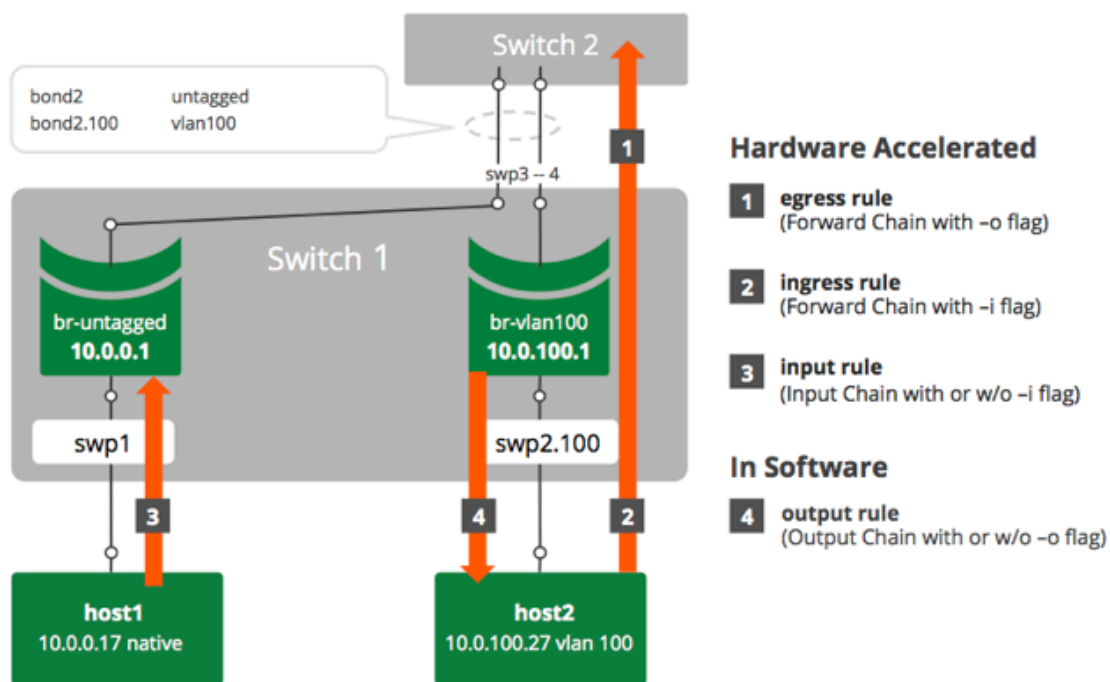 Switch 2
bond2 untagged
bond2.100 vlan100
1
swp3 -- 4
Switch 1
br-untagged
10.0.0.1
br-vlan100
10.0.100.1
swp1
swp2.100
3
4
2
host1
10.0.0.17 native
host2
10.0.100.27 vlan 100
Hardware Accelerated
1 egress rule
(Forward Chain with –o flag)
2 ingress rule
(Forward Chain with –i flag)
3 input rule
(Input Chain with or w/o –i flag)
In Software
4 output rule
(Output Chain with or w/o –o flag)